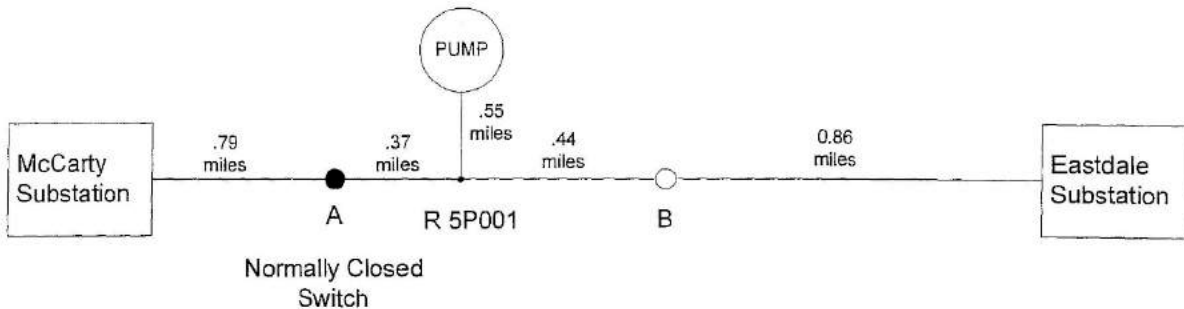 PUMP
.79
miles
.37
miles
.55
miles
.44
miles
0.86
miles
McCarty
Substation
A
R 5P001
B
Eastdale
Substation
Normally Closed
Switch